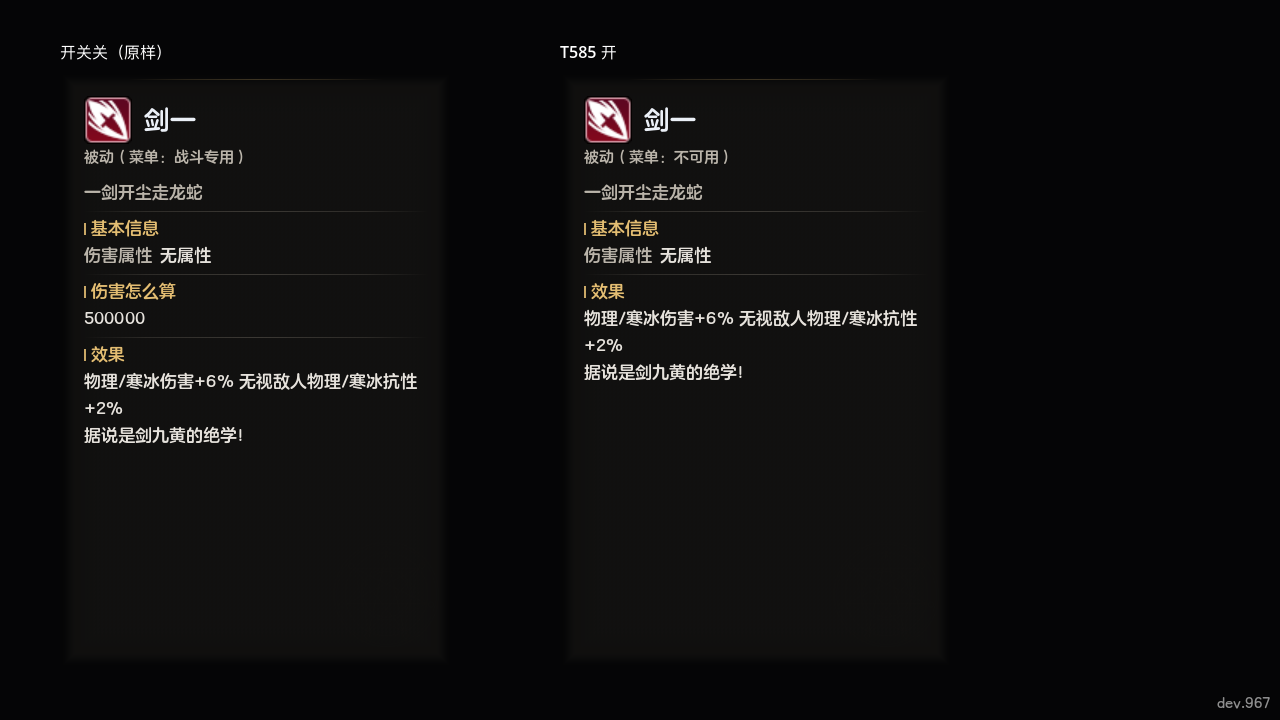 开关关（原样）
剑一
被动（菜单：战斗专用）
一剑开尘走龙蛇
基本信息
伤害属性 无属性
伤害怎么算
500000
效果
物理/寒冰伤害+6% 无视敌人物理/寒冰抗性
+2%
据说是剑九黄的绝学!
T585 开
剑一
被动（菜单：不可用）
一剑开尘走龙蛇
基本信息
伤害属性 无属性
效果
物理/寒冰伤害+6% 无视敌人物理/寒冰抗性
+2%
据说是剑九黄的绝学!
dev.967